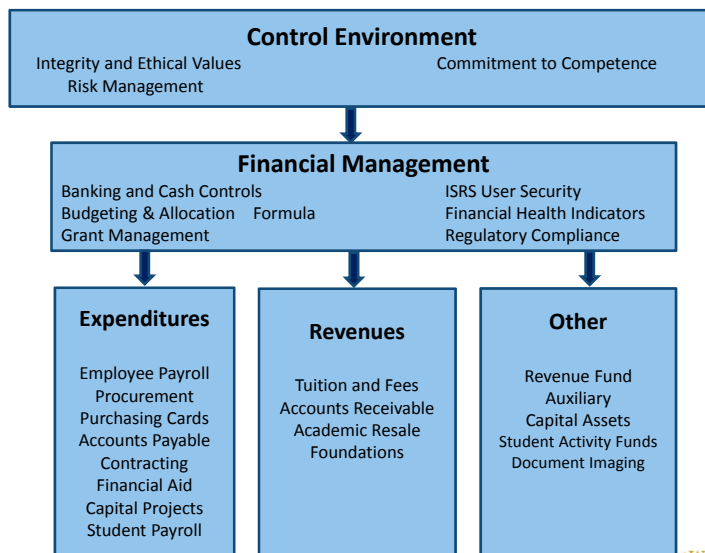 Control Environment
Integrity and Ethical Values Commitment to Competence
Risk Management
Financial Management
Banking and Cash Controls ISRS User Security
Budgeting & Allocation Formula Financial Health Indicators
Grant Management Regulatory Compliance
Expenditures
Employee Payroll
Procurement
Purchasing Cards
Accounts Payable
Contracting
Financial Aid
Capital Projects
Student Payroll
Revenues
Tuition and Fees
Accounts Receivable
Academic Resale
Foundations
Other
Revenue Fund
Auxiliary
Capital Assets
Student Activity Funds
Document Imaging